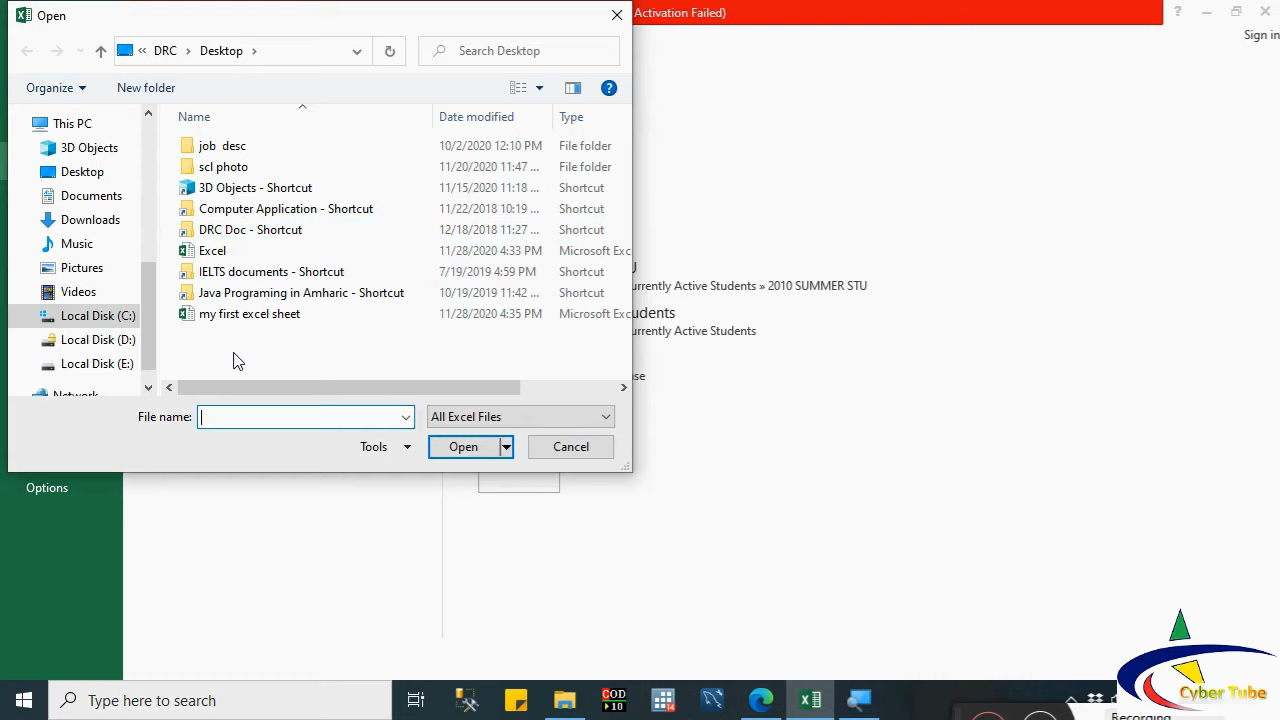 Open
Activation Failed)
Sign in
« DRC > Desktop >
Search Desktop
Organize
New folder
Name
Date modified
Type
This PC
3D Objects
Desktop
Documents
Downloads
Music
Pictures
Videos
Local Disk (C:)
Local Disk (D:)
Local Disk (E:)
Network
job desc 10/2/2020 12:10 PM File folder
scl photo 11/20/2020 11:47 ... File folder
3D Objects - Shortcut 11/15/2020 11:18 ... Shortcut
Computer Application - Shortcut 11/22/2018 10:19 ... Shortcut
DRC Doc - Shortcut 12/18/2018 11:27 ... Shortcut
Excel 11/28/2020 4:33 PM Microsoft Exc
IELTS documents - Shortcut 7/19/2019 4:59 PM Shortcut
Java Programing in Amharic - Shortcut 10/19/2019 11:42 ... Shortcut
my first excel sheet 11/28/2020 4:35 PM Microsoft Exc
File name:
All Excel Files
Tools
Open
Cancel
U
urrently Active Students » 2010 SUMMER STU
udents
urrently Active Students
use
Options
Type here to search
COD
10
Cyber Tube
Recording